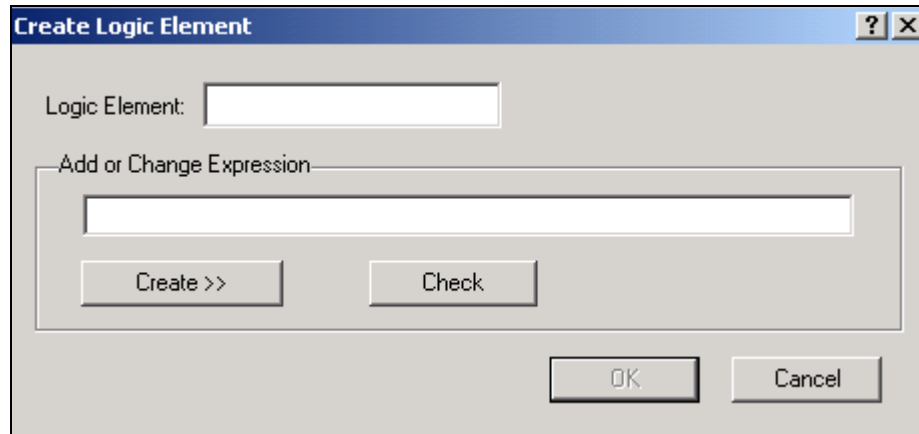 Create Logic Element
Logic Element:
Add or Change Expression
Create >> Check
OK Cancel